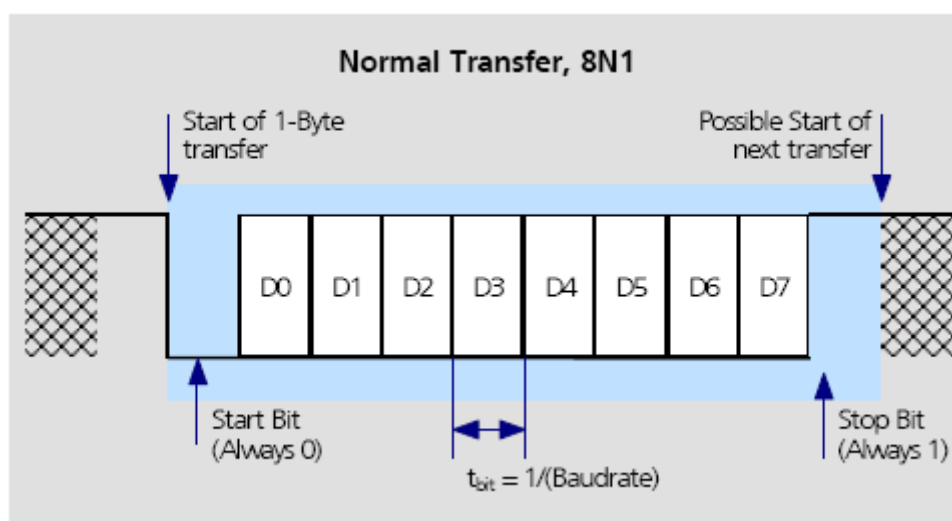 Normal Transfer, 8N1
Start of 1-Byte
transfer
Possible Start of
next transfer
D0 D1 D2 D3 D4 D5 D6 D7
Start Bit
(Always 0)
Stop Bit
(Always 1)
tbit = 1/(Baudrate)